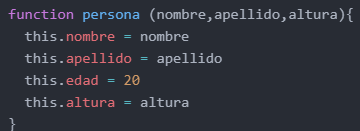 function persona (nombre,apellido,altura){
  this.nombre = nombre
  this.apellido = apellido
  this.edad = 20
  this.altura = altura
}